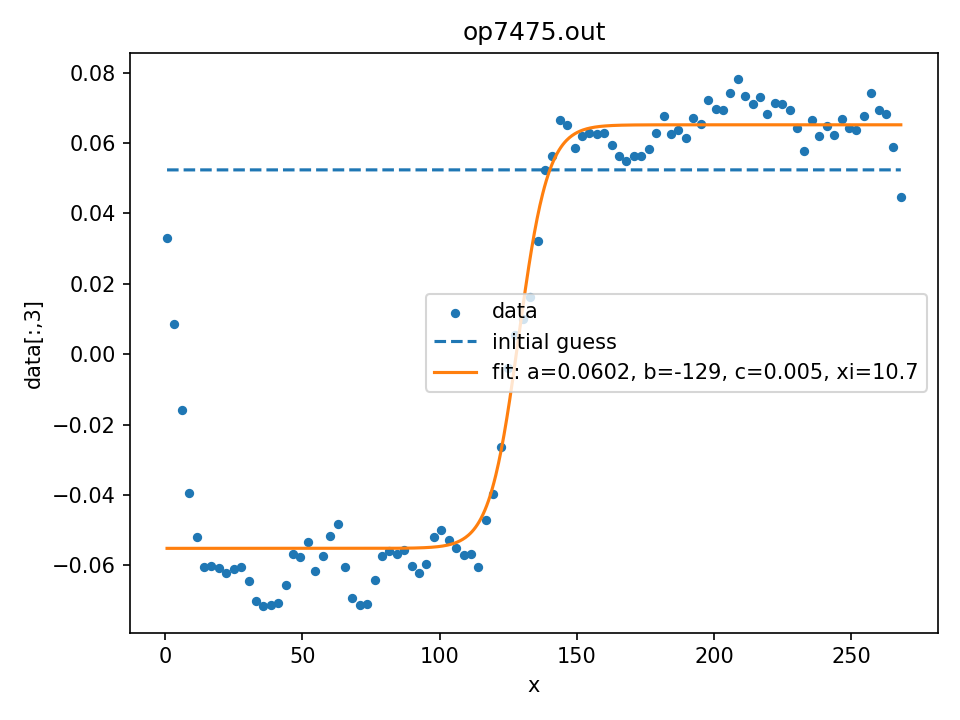 op7475.out
0.08
0.06
0.04
0.02
0.00
−0.02
−0.04
−0.06
data[:,3]
data
initial guess
fit: a=0.0602, b=-129, c=0.005, xi=10.7
0 50 100 150 200 250
x